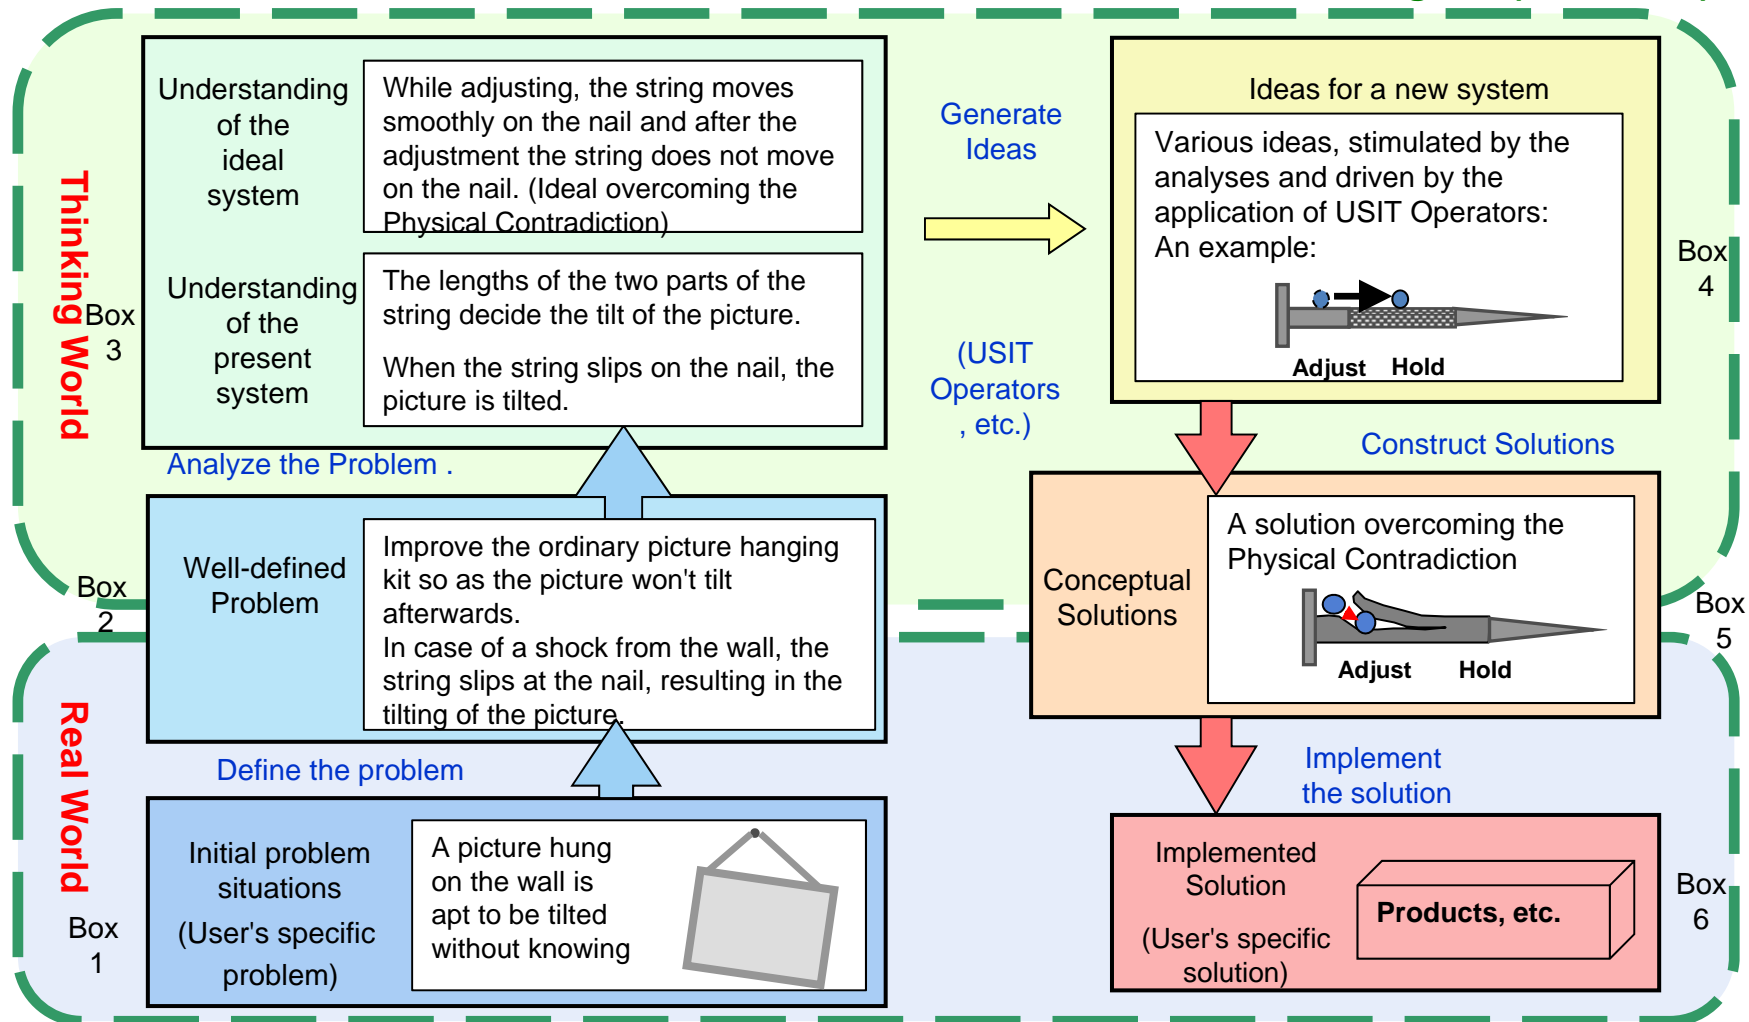 Thinking World
Box
3
Understanding
of the
ideal
system
While adjusting, the string moves
smoothly on the nail and after the
adjustment the string does not move
on the nail. (Ideal overcoming the
Physical Contradiction)
Understanding
of the
present
system
The lengths of the two parts of the
string decide the tilt of the picture.
When the string slips on the nail, the
picture is tilted.
Generate
Ideas
(USIT
Operators
, etc.)
Ideas for a new system
Various ideas, stimulated by the
analyses and driven by the
application of USIT Operators:
An example:
Adjust Hold
Box
4
Analyze the Problem .
Construct Solutions
Box
2
Well-defined
Problem
Improve the ordinary picture hanging
kit so as the picture won't tilt
afterwards.
In case of a shock from the wall, the
string slips at the nail, resulting in the
tilting of the picture.
Conceptual
Solutions
A solution overcoming the
Physical Contradiction
Adjust Hold
Box
5
Real World
Define the problem
Implement
the solution
Box
1
Initial problem
situations
(User's specific
problem)
A picture hung
on the wall is
apt to be tilted
without knowing
Implemented
Solution
(User's specific
solution)
Products, etc.
Box
6